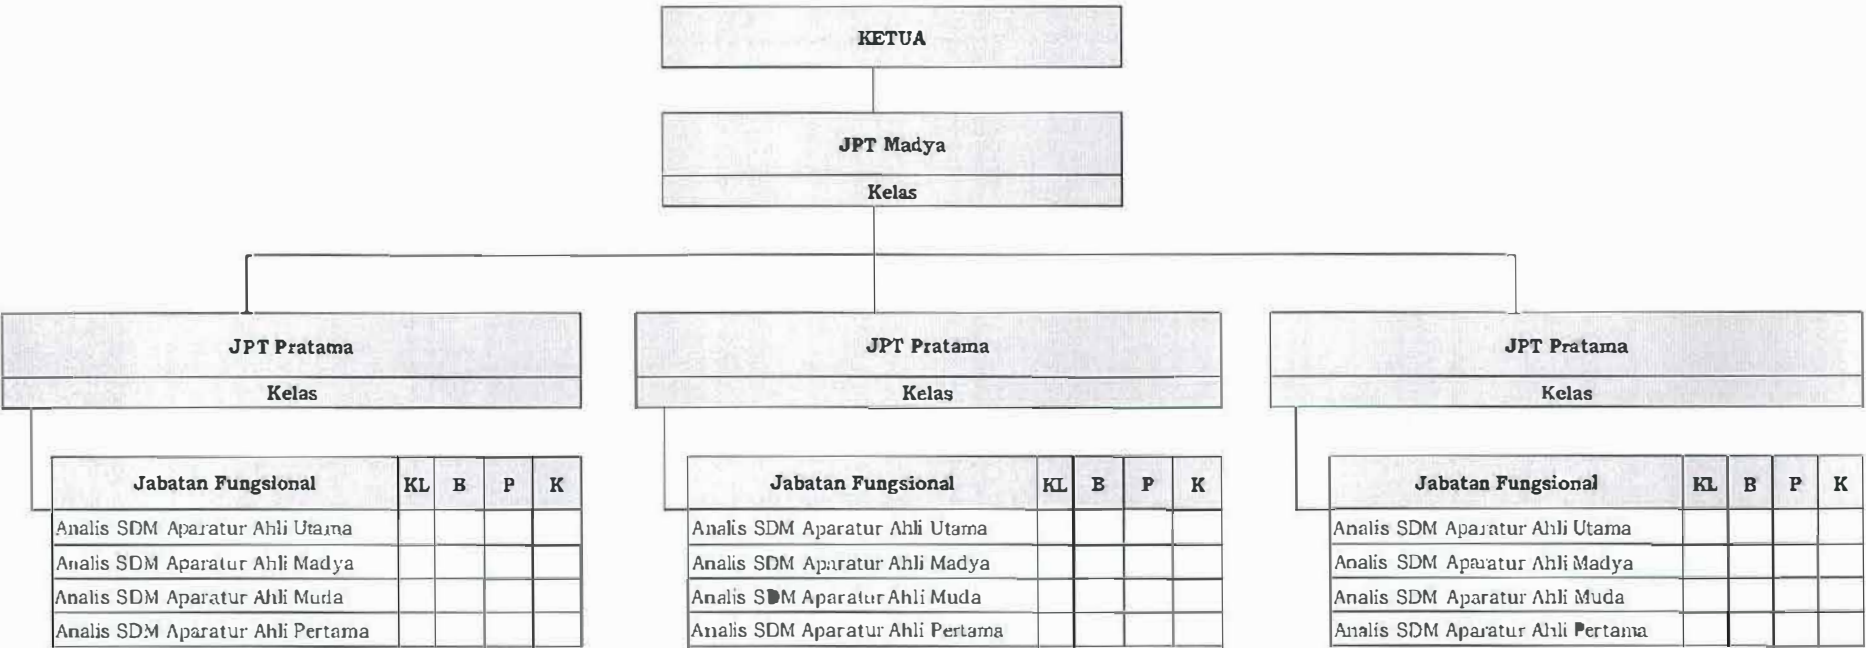 KETUA
JPT Madya
Kelas
JPT Pratama
Kelas
Jabatan Fungsional KL B P K
Analis SDM Aparatur Ahli Utama
Analis SDM Aparatur Ahli Madya
Analis SDM Aparatur Ahli Muda
Analis SDM Aparatur Ahli Pertama
JPT Pratama
Kelas
Jabatan Fungsional KL B P K
Analis SDM Aparatur Ahli Utama
Analis SDM Aparatur Ahli Madya
Analis SDM Aparatur Ahli Muda
Analis SDM Aparatur Ahli Pertama
JPT Pratama
Kelas
Jabatan Fungsional KL B P K
Analis SDM Aparatur Ahli Utama
Analis SDM Aparatur Ahli Madya
Analis SDM Aparatur Ahli Muda
Analis SDM Aparatur Ahli Pertama